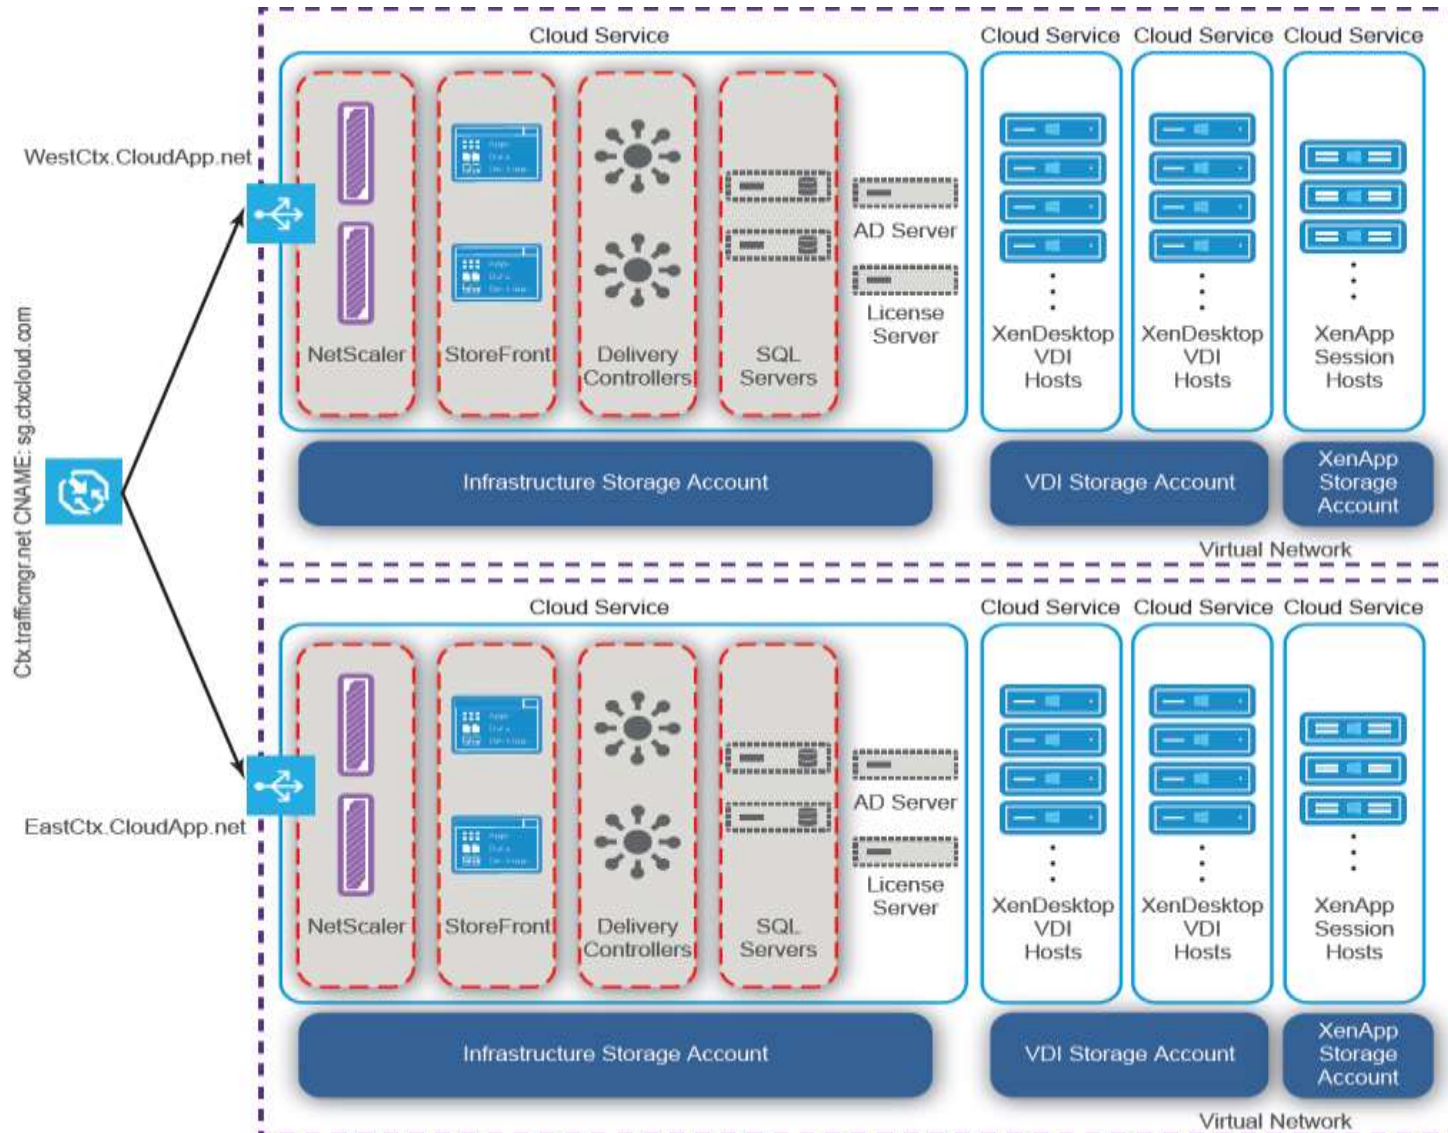 Cloud Service
Cloud Service
Cloud Service
Cloud Service
WestCtx.CloudApp.net
NetScaler
StoreFront
Delivery
Controllers
SQL
Servers
AD Server
License
Server
XenDesktop
VDI
Hosts
XenDesktop
VDI
Hosts
XenApp
Session
Hosts
Infrastructure Storage Account
VDI Storage Account
XenApp
Storage
Account
Virtual Network
Ctx.trafficmgr.net CNAME: sg.ctxcloud.com
Cloud Service
Cloud Service
Cloud Service
Cloud Service
EastCtx.CloudApp.net
NetScaler
StoreFront
Delivery
Controllers
SQL
Servers
AD Server
License
Server
XenDesktop
VDI
Hosts
XenDesktop
VDI
Hosts
XenApp
Session
Hosts
Infrastructure Storage Account
VDI Storage Account
XenApp
Storage
Account
Virtual Network